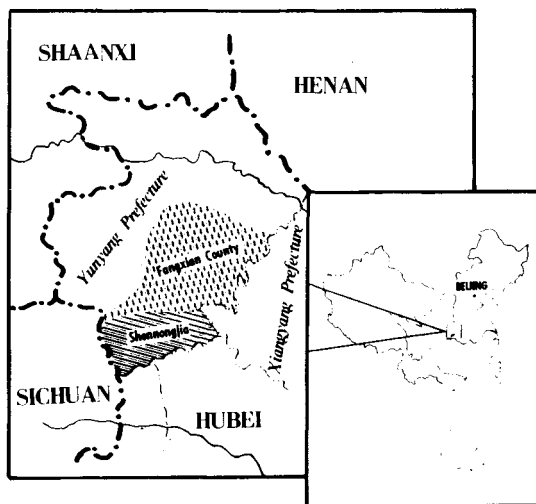 SHAANXI
HENAN
Yunyang Prefecture
Fangxian County
Xiangyang Prefecture
BEIJING
Shennongjia
SICHUAN
HUBEI